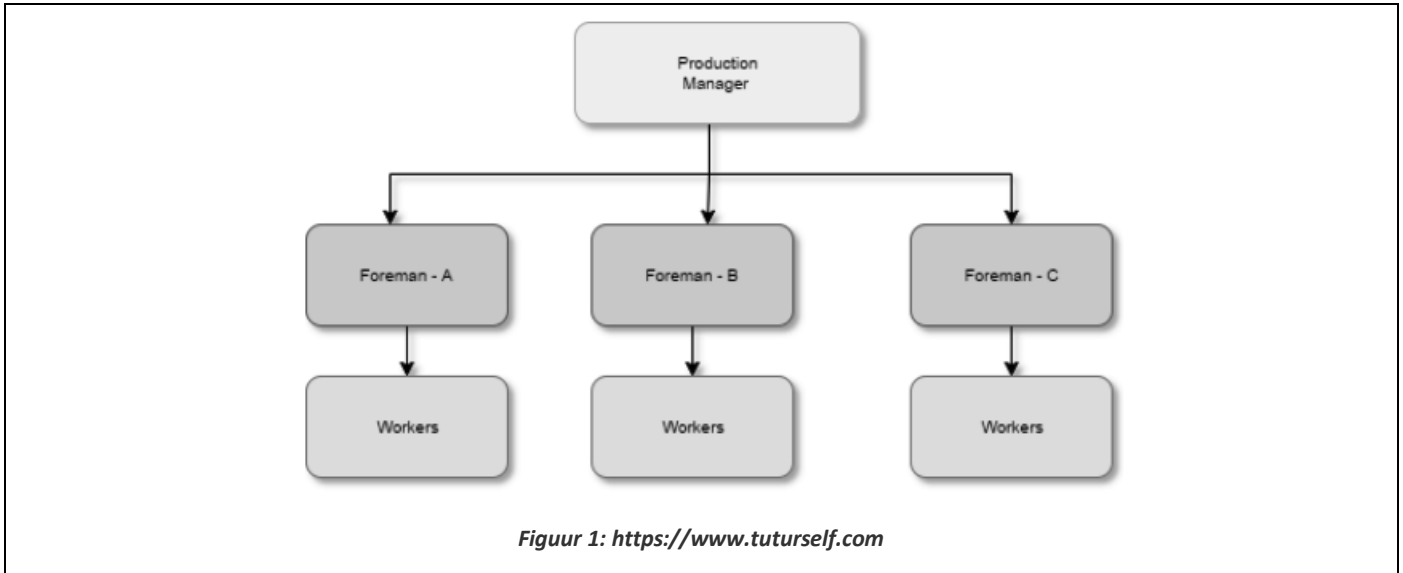 Production
Manager
Foreman - A
Foreman - B
Foreman - C
Workers
Workers
Workers
Figuur 1: https://www.tuturself.com